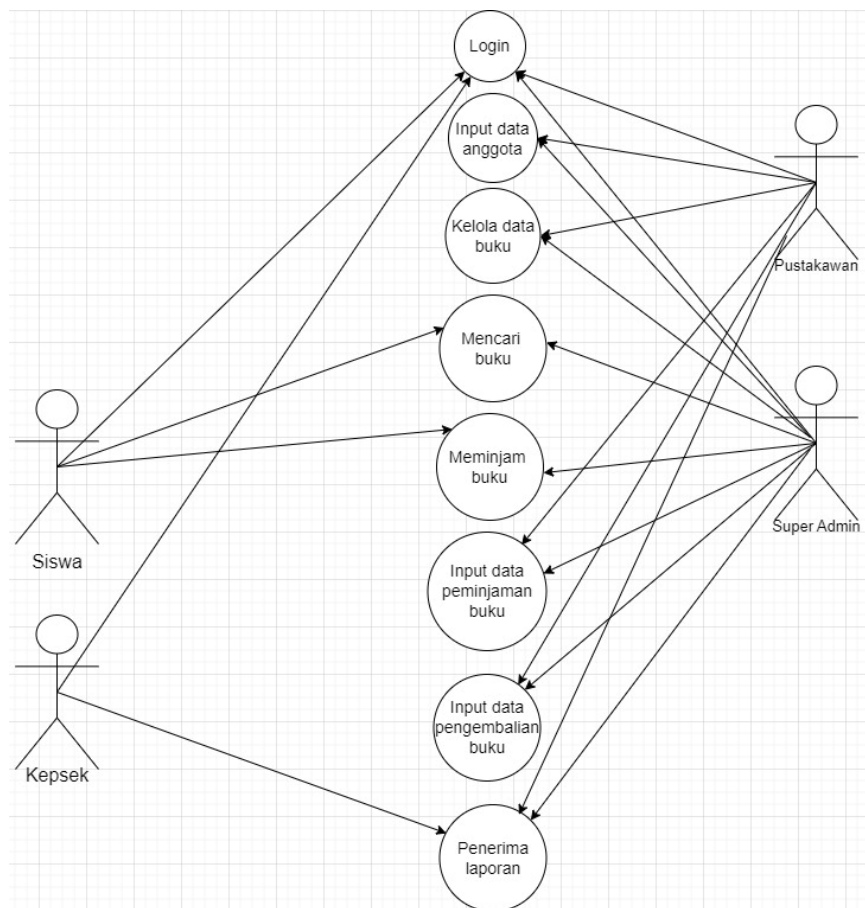 Login
Input data
anggota
Kelola data
buku
Pustakawan
Mencari
buku
Meminjam
buku
Super Admin
Siswa
Input data
peminjaman
buku
Input data
pengembalian
buku
Kepsek
Penerima
laporan